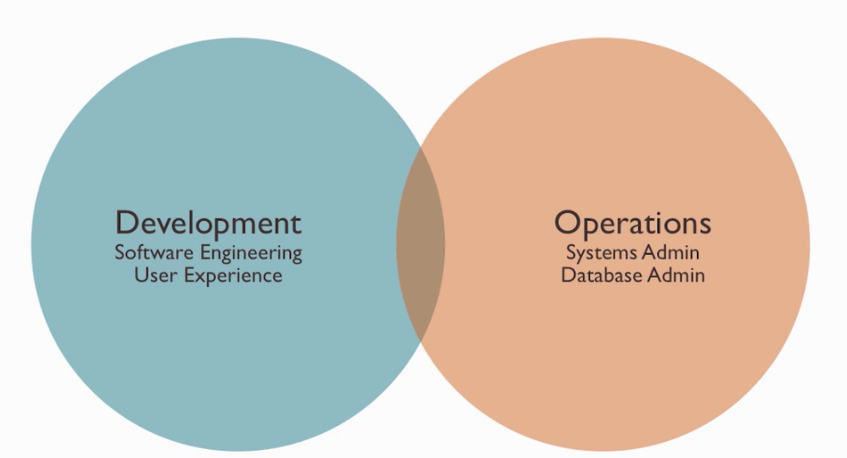 Development
Software Engineering
User Experience
Operations
Systems Admin
Database Admin